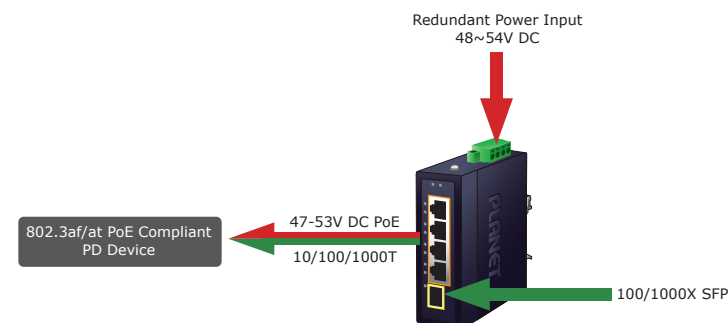 Redundant Power Input
48~54V DC
PLANET
47-53V DC PoE
802.3af/at PoE Compliant
PD Device
10/100/1000T
100/1000X SFP